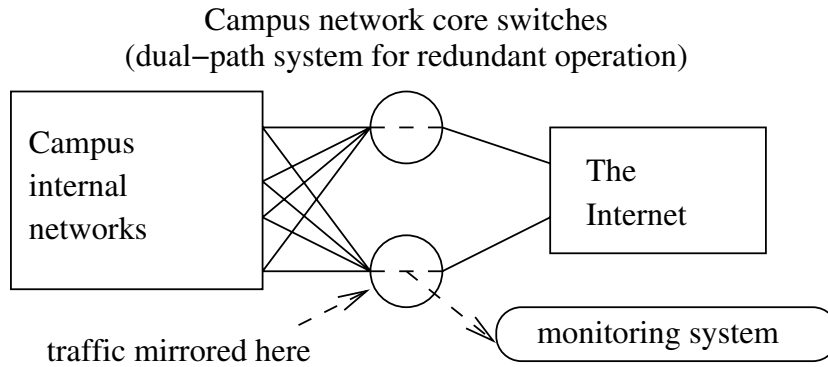 Campus network core switches
(dual−path system for redundant operation)
Campus
internal
networks
The
Internet
monitoring system
traffic mirrored here